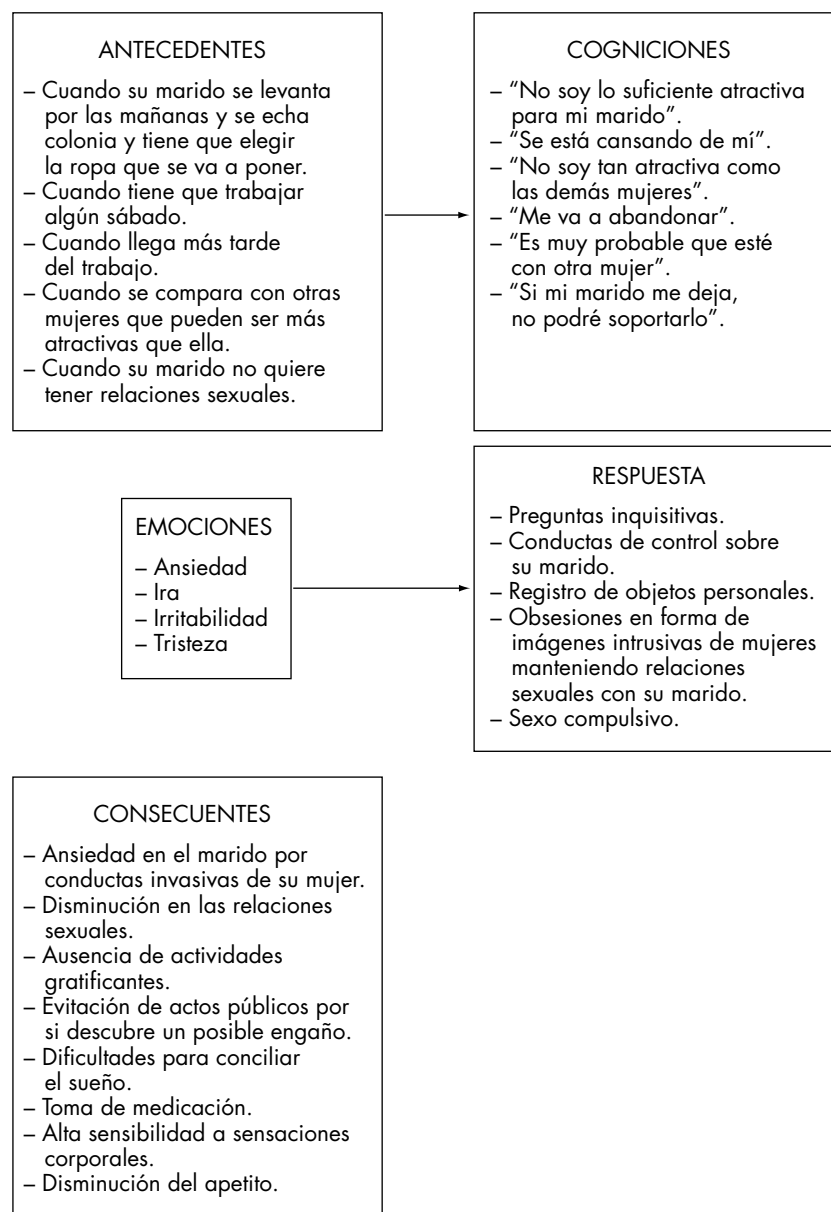 ANTECEDENTES
– Cuando su marido se levanta
por las mañanas y se echa
colonia y tiene que elegir
la ropa que se va a poner.
– Cuando tiene que trabajar
algún sábado.
– Cuando llega más tarde
del trabajo.
– Cuando se compara con otras
mujeres que pueden ser más
atractivas que ella.
– Cuando su marido no quiere
tener relaciones sexuales.
COGNICIONES
– “No soy lo suficiente atractiva
para mi marido”.
– “Se está cansando de mí”.
– “No soy tan atractiva como
las demás mujeres”.
– “Me va a abandonar”.
– “Es muy probable que esté
con otra mujer”.
– “Si mi marido me deja,
no podré soportarlo”.
EMOCIONES
– Ansiedad
– Ira
– Irritabilidad
– Tristeza
RESPUESTA
– Preguntas inquisitivas.
– Conductas de control sobre
su marido.
– Registro de objetos personales.
– Obsesiones en forma de
imágenes intrusivas de mujeres
manteniendo relaciones
sexuales con su marido.
– Sexo compulsivo.
CONSECUENTES
– Ansiedad en el marido por
conductas invasivas de su mujer.
– Disminución en las relaciones
sexuales.
– Ausencia de actividades
gratificantes.
– Evitación de actos públicos por
si descubre un posible engaño.
– Dificultades para conciliar
el sueño.
– Toma de medicación.
– Alta sensibilidad a sensaciones
corporales.
– Disminución del apetito.